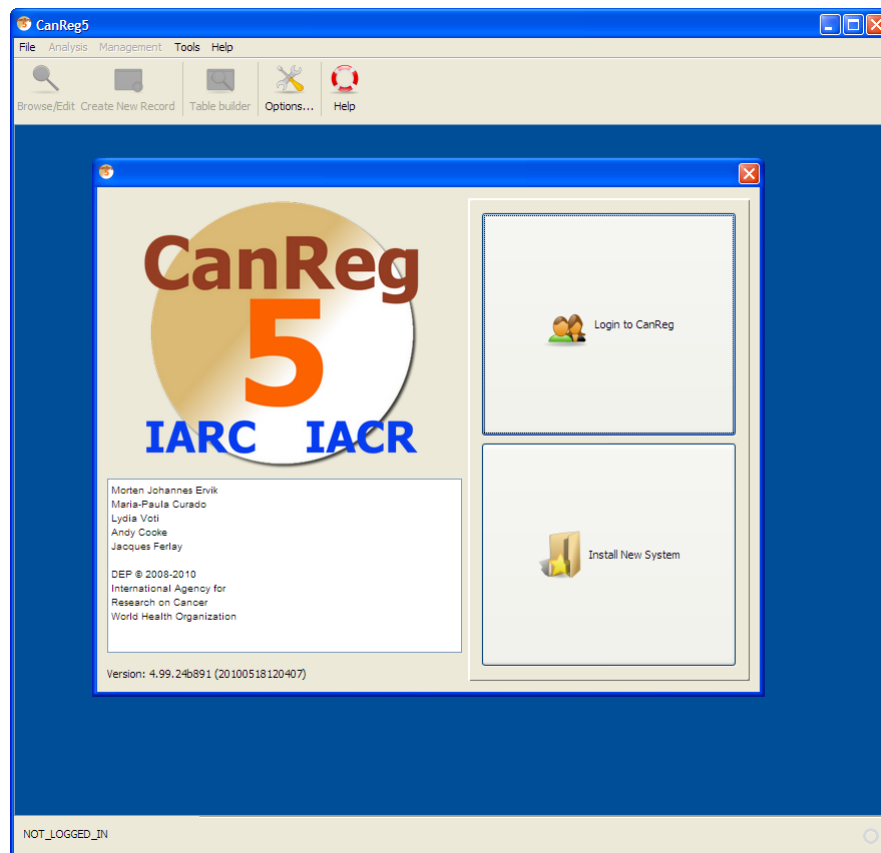 CanReg5
File Analysis Management Tools Help
Browse/Edit Create New Record Table builder Options... Help
CanReg
5
IARC IACR
Login to CanReg
Install New System
Morten Johannes Ervik
Maria-Paula Curado
Lydia Voti
Andy Cooke
Jacques Ferlay
DEP © 2008-2010
International Agency for
Research on Cancer
World Health Organization
Version: 4.99.24b891 (20100518120407)
NOT_LOGGED_IN